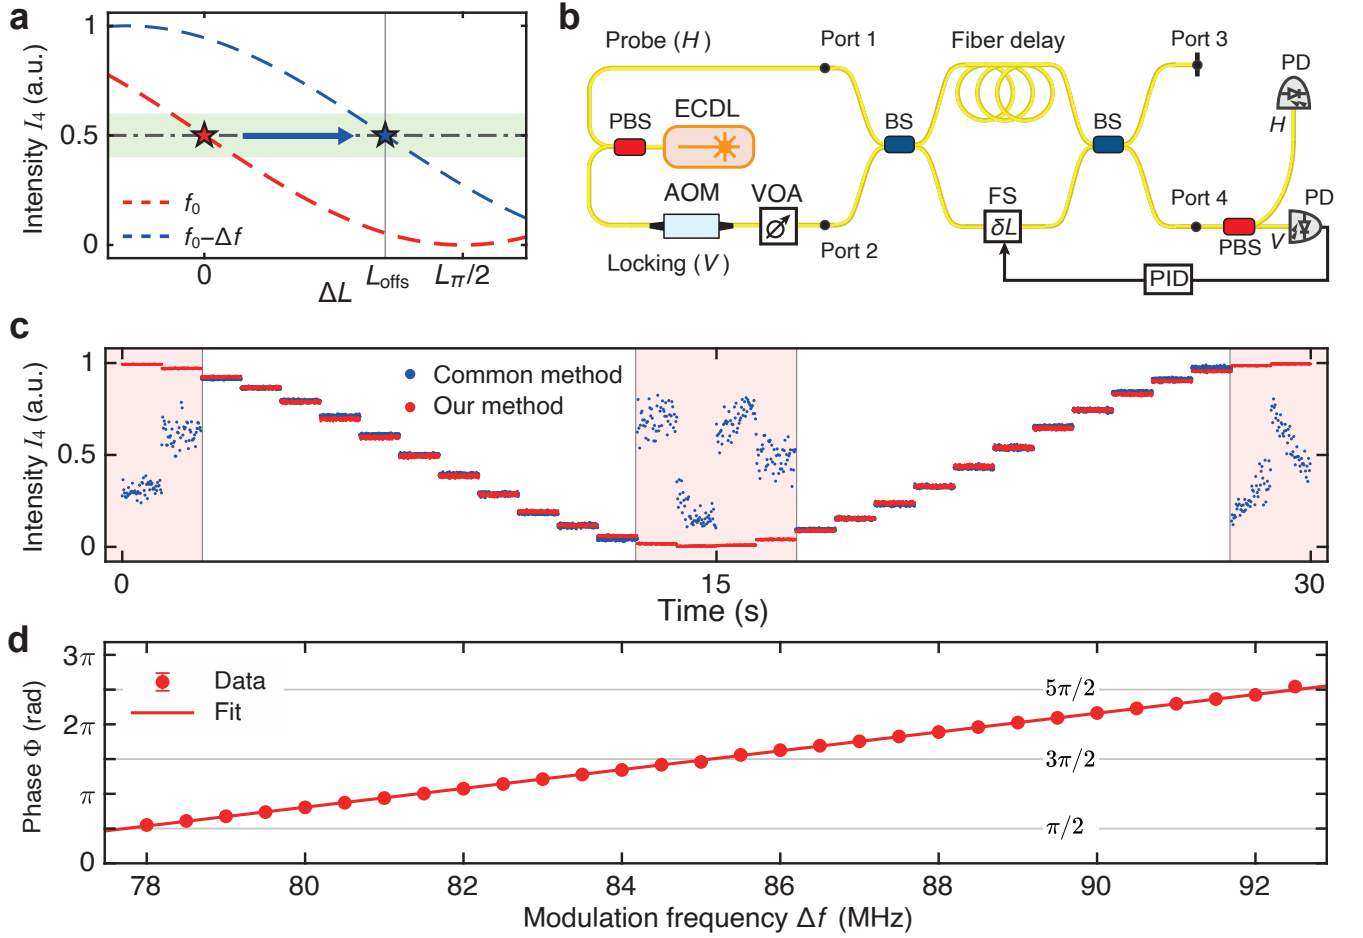 a
1
0.5
0
Intensity I₄ (a.u.)
f₀
f₀–Δf
0
L_offs
L_π/2
ΔL
b
Probe (H)
Port 1
Fiber delay
Port 3
PD
H
PBS
ECDL
BS
BS
AOM
VOA
FS
δL
Port 4
PD
V
PBS
Locking (V)
Port 2
PID
c
1
0.5
0
Intensity I₄ (a.u.)
Common method
Our method
0
15
30
Time (s)
d
3π
2π
π
0
Phase Φ (rad)
Data
Fit
5π/2
3π/2
π/2
78
80
82
84
86
88
90
92
Modulation frequency Δf (MHz)